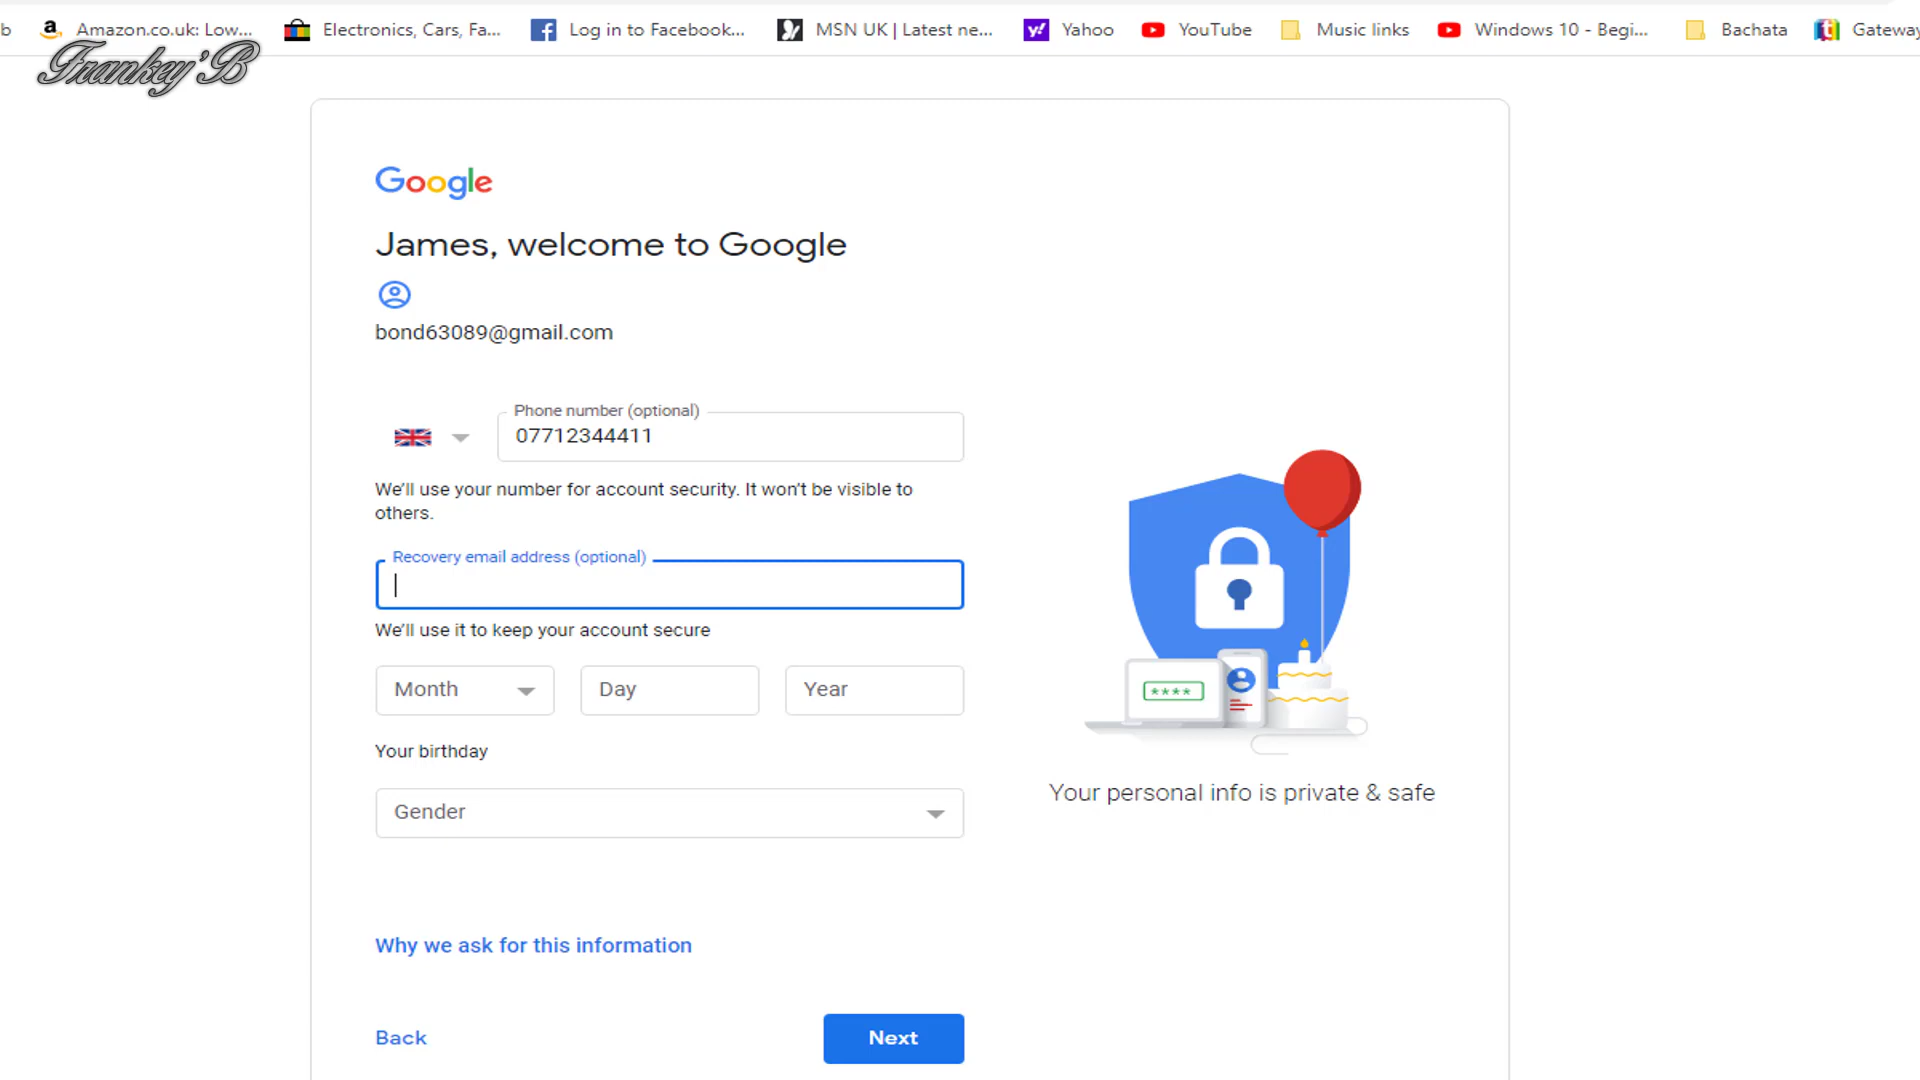 b
Amazon.co.uk: Low...
Electronics, Cars, Fa...
Log in to Facebook...
MSN UK | Latest ne...
Yahoo
YouTube
Music links
Windows 10 - Begi...
Bachata
Gateway
Frankey'B
Google
James, welcome to Google
bond63089@gmail.com
Phone number (optional)
07712344411
We'll use your number for account security. It won't be visible to
others.
Recovery email address (optional)
We'll use it to keep your account secure
Month
Day
Year
Your birthday
Gender
****
Your personal info is private & safe
Why we ask for this information
Back
Next